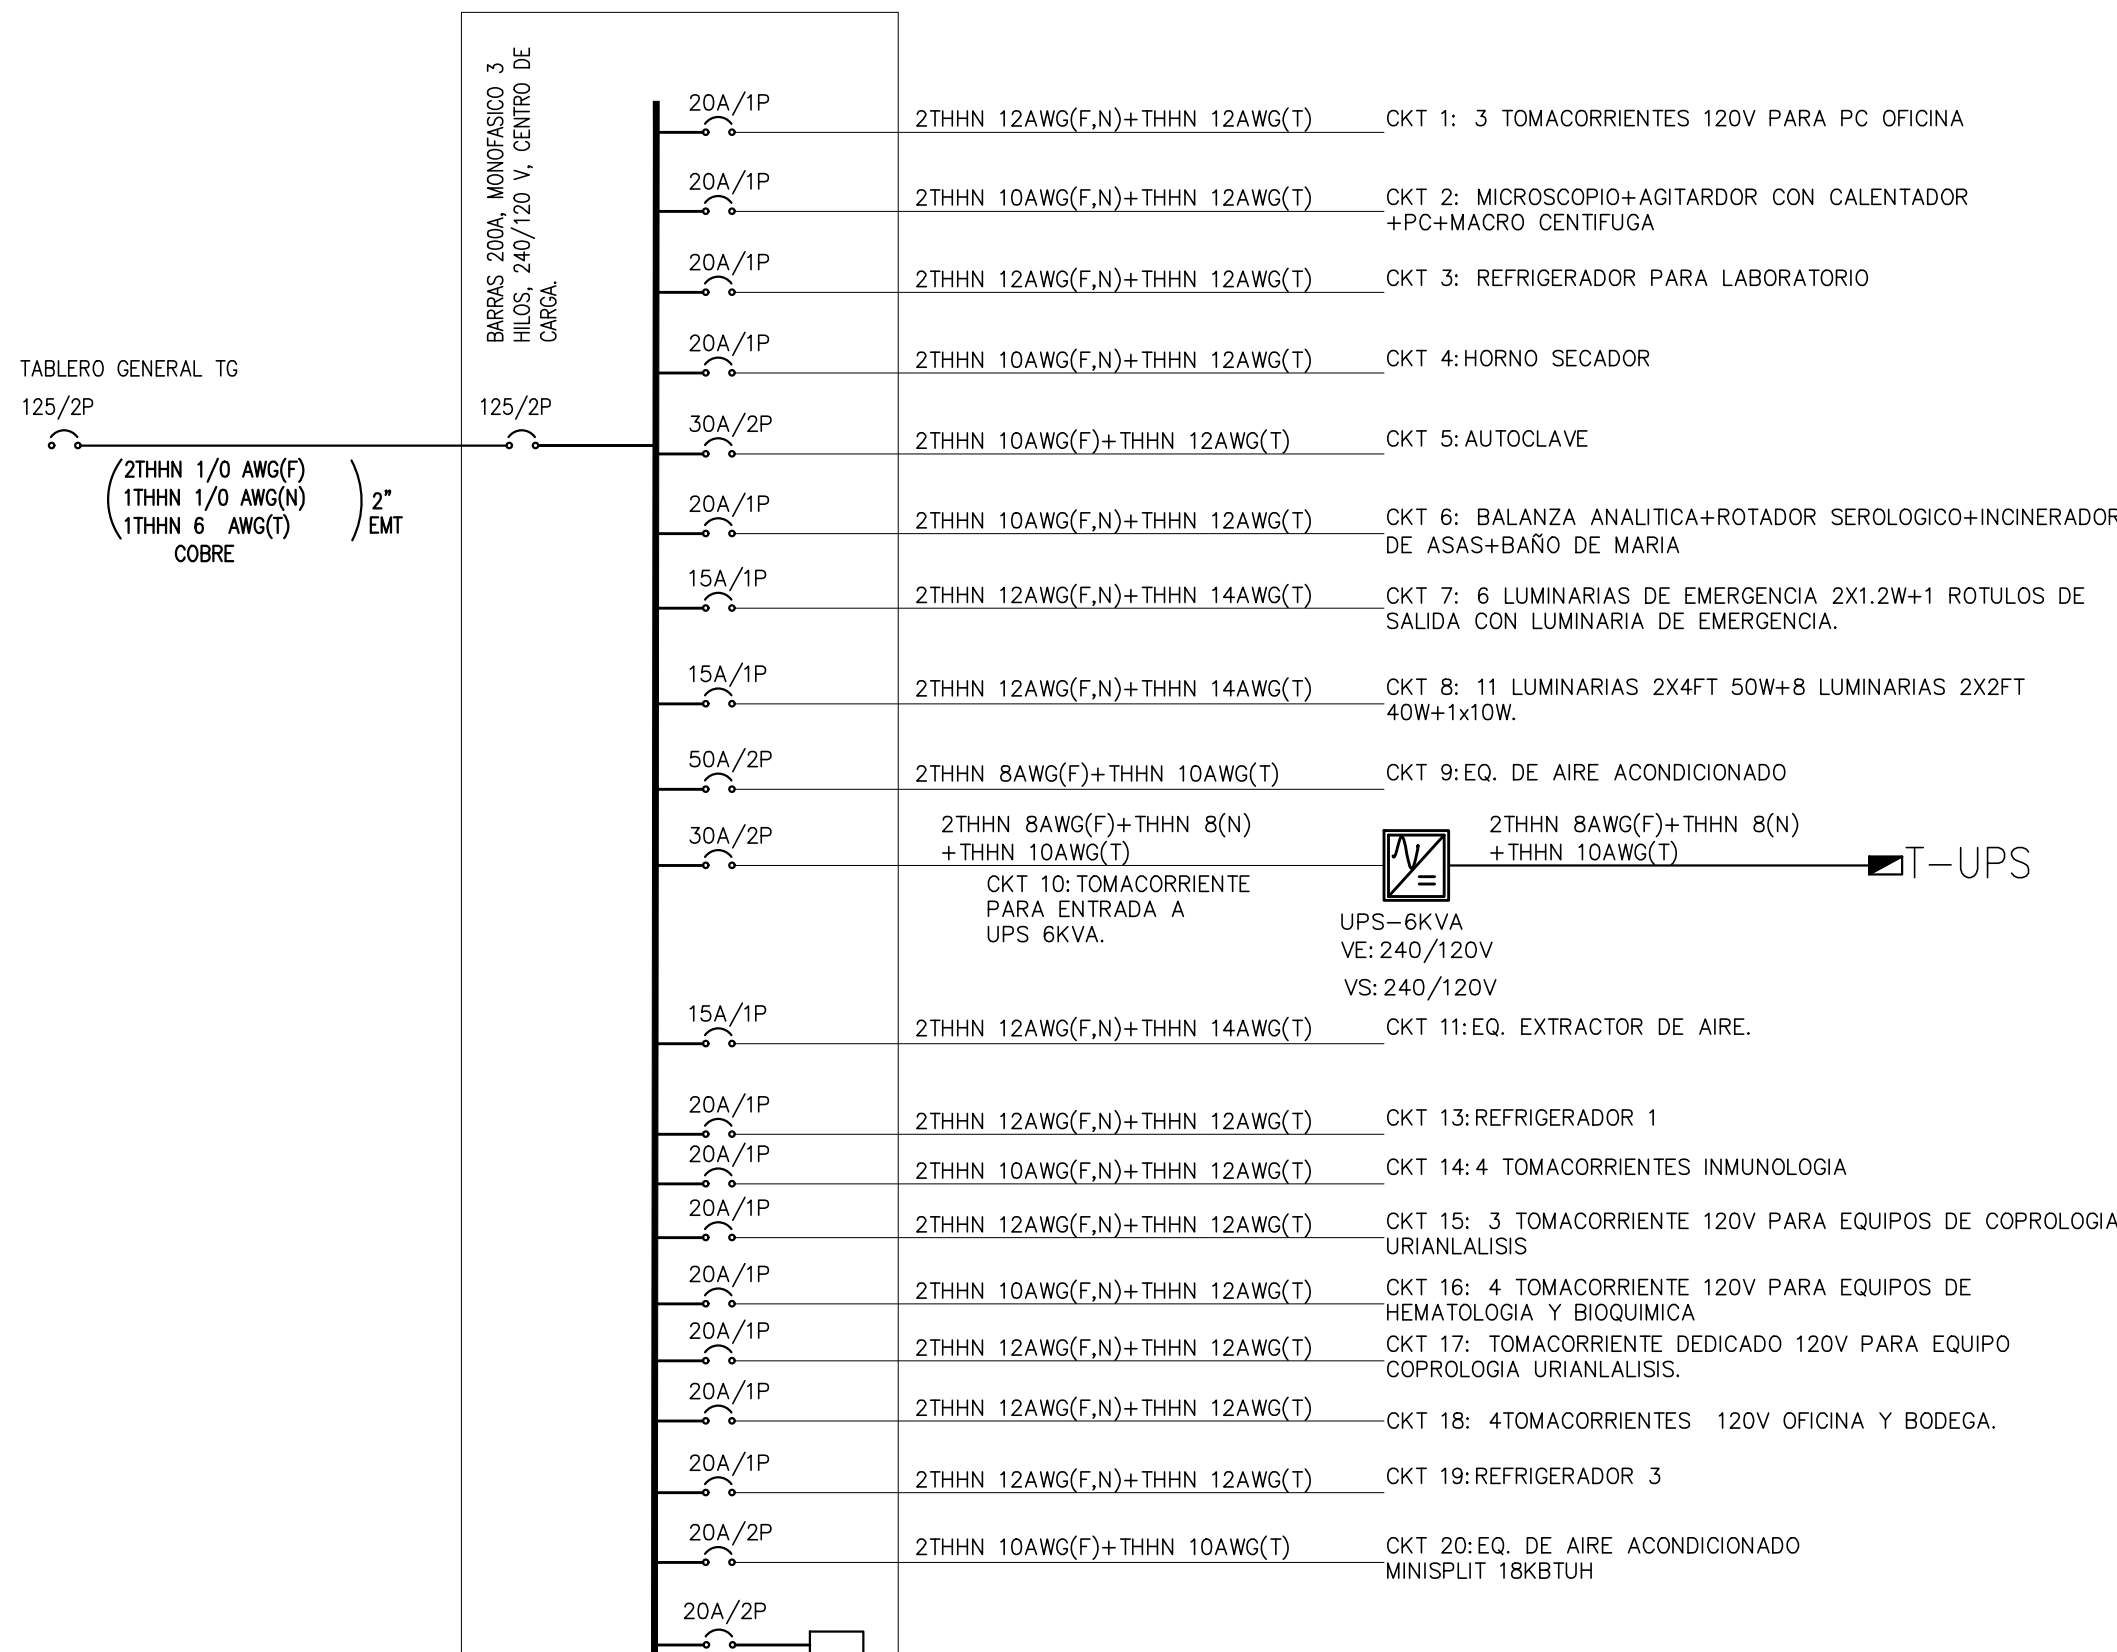 BARRAS 200A, MONOFASICO 3
HILOS, 240/120 V, CENTRO DE
CARGA.
TABLERO GENERAL TG
125/2P
125/2P
2THHN 1/0 AWG(F)
1THHN 1/0 AWG(N)
1THHN 6 AWG(T)
COBRE
2"
EMT
20A/1P
2THHN 12AWG(F,N)+THHN 12AWG(T)
CKT 1: 3 TOMACORRIENTES 120V PARA PC OFICINA
20A/1P
2THHN 10AWG(F,N)+THHN 12AWG(T)
CKT 2: MICROSCOPIO+AGITARDOR CON CALENTADOR
+PC+MACRO CENTIFUGA
20A/1P
2THHN 12AWG(F,N)+THHN 12AWG(T)
CKT 3: REFRIGERADOR PARA LABORATORIO
20A/1P
2THHN 10AWG(F,N)+THHN 12AWG(T)
CKT 4: HORNO SECADOR
30A/2P
2THHN 10AWG(F)+THHN 12AWG(T)
CKT 5: AUTOCLAVE
20A/1P
2THHN 10AWG(F,N)+THHN 12AWG(T)
CKT 6: BALANZA ANALITICA+ROTADOR SEROLOGICO+INCINERADOR
DE ASAS+BAÑO DE MARIA
15A/1P
2THHN 12AWG(F,N)+THHN 14AWG(T)
CKT 7: 6 LUMINARIAS DE EMERGENCIA 2X1.2W+1 ROTULOS DE
SALIDA CON LUMINARIA DE EMERGENCIA.
15A/1P
2THHN 12AWG(F,N)+THHN 14AWG(T)
CKT 8: 11 LUMINARIAS 2X4FT 50W+8 LUMINARIAS 2X2FT
40W+1x10W.
50A/2P
2THHN 8AWG(F)+THHN 10AWG(T)
CKT 9: EQ. DE AIRE ACONDICIONADO
30A/2P
2THHN 8AWG(F)+THHN 8(N)
+THHN 10AWG(T)
CKT 10: TOMACORRIENTE
PARA ENTRADA A
UPS 6KVA.
UPS-6KVA
VE: 240/120V
VS: 240/120V
2THHN 8AWG(F)+THHN 8(N)
+THHN 10AWG(T)
T-UPS
15A/1P
2THHN 12AWG(F,N)+THHN 14AWG(T)
CKT 11: EQ. EXTRACTOR DE AIRE.
20A/1P
2THHN 12AWG(F,N)+THHN 12AWG(T)
CKT 13: REFRIGERADOR 1
20A/1P
2THHN 10AWG(F,N)+THHN 12AWG(T)
CKT 14: 4 TOMACORRIENTES INMUNOLOGIA
20A/1P
2THHN 12AWG(F,N)+THHN 12AWG(T)
CKT 15: 3 TOMACORRIENTE 120V PARA EQUIPOS DE COPROLOGIA
URIANLALISIS
20A/1P
2THHN 10AWG(F,N)+THHN 12AWG(T)
CKT 16: 4 TOMACORRIENTE 120V PARA EQUIPOS DE
HEMATOLOGIA Y BIOQUIMICA
20A/1P
2THHN 12AWG(F,N)+THHN 12AWG(T)
CKT 17: TOMACORRIENTE DEDICADO 120V PARA EQUIPO
COPROLOGIA URIANLALISIS.
20A/1P
2THHN 12AWG(F,N)+THHN 12AWG(T)
CKT 18: 4TOMACORRIENTES 120V OFICINA Y BODEGA.
20A/1P
2THHN 12AWG(F,N)+THHN 12AWG(T)
CKT 19: REFRIGERADOR 3
20A/2P
2THHN 10AWG(F)+THHN 10AWG(T)
CKT 20: EQ. DE AIRE ACONDICIONADO
MINISPLIT 18KBTUH
20A/2P